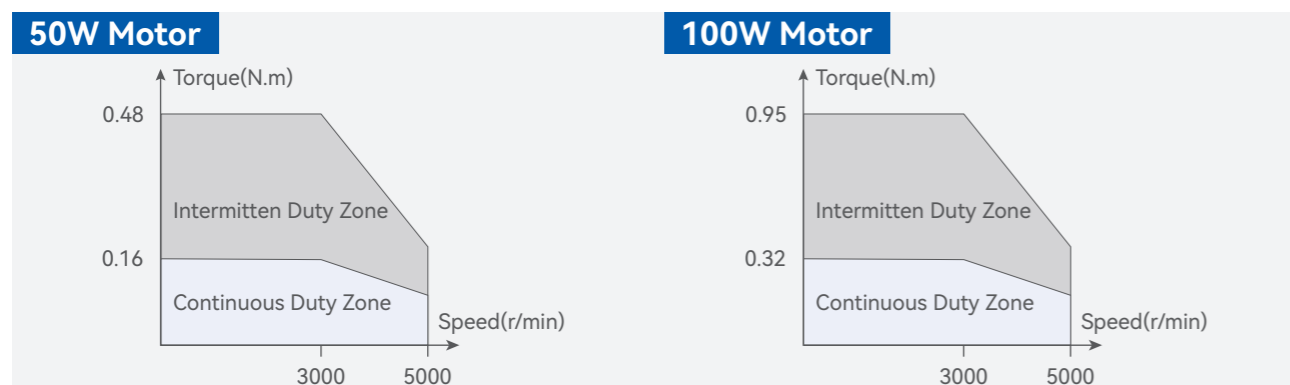 50W Motor
Torque(N.m)
0.48
Intermitten Duty Zone
0.16
Continuous Duty Zone
Speed(r/min)
3000 5000
100W Motor
Torque(N.m)
0.95
Intermitten Duty Zone
0.32
Continuous Duty Zone
Speed(r/min)
3000 5000